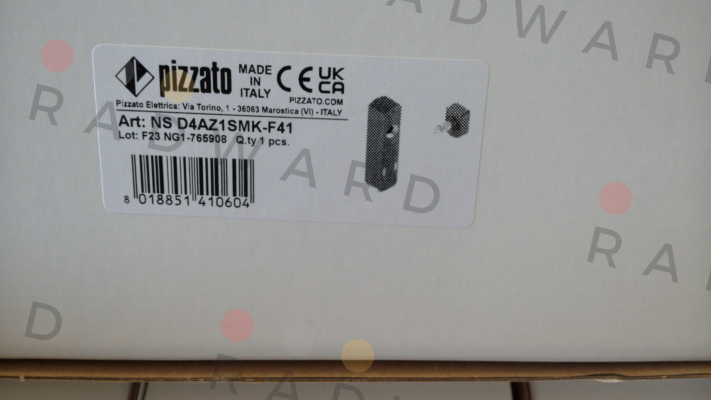 RADWARD
pizzato
MADE
IN
ITALY
CE
UK
CA
PIZZATO.COM
Pizzato Elettrica: Via Torino, 1 - 36063 Marostica (VI) - ITALY
Art: NS D4AZ1SMK-F41
Lot: F23 NG1-765908 Q.ty 1 pcs.
8 018851 410604
RADWARD
RA
D